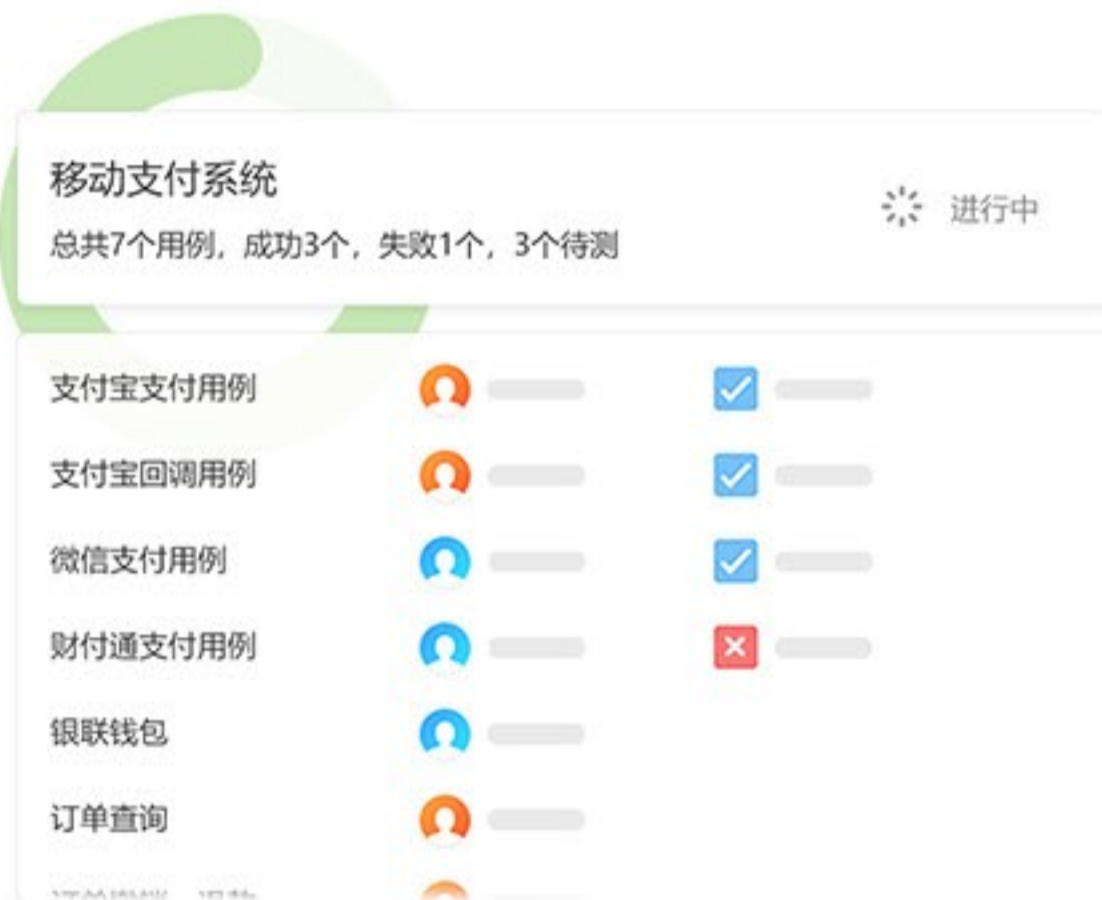 移动支付系统
总共7个用例，成功3个，失败1个，3个待测
进行中
支付宝支付用例
支付宝回调用例
微信支付用例
财付通支付用例
银联钱包
订单查询